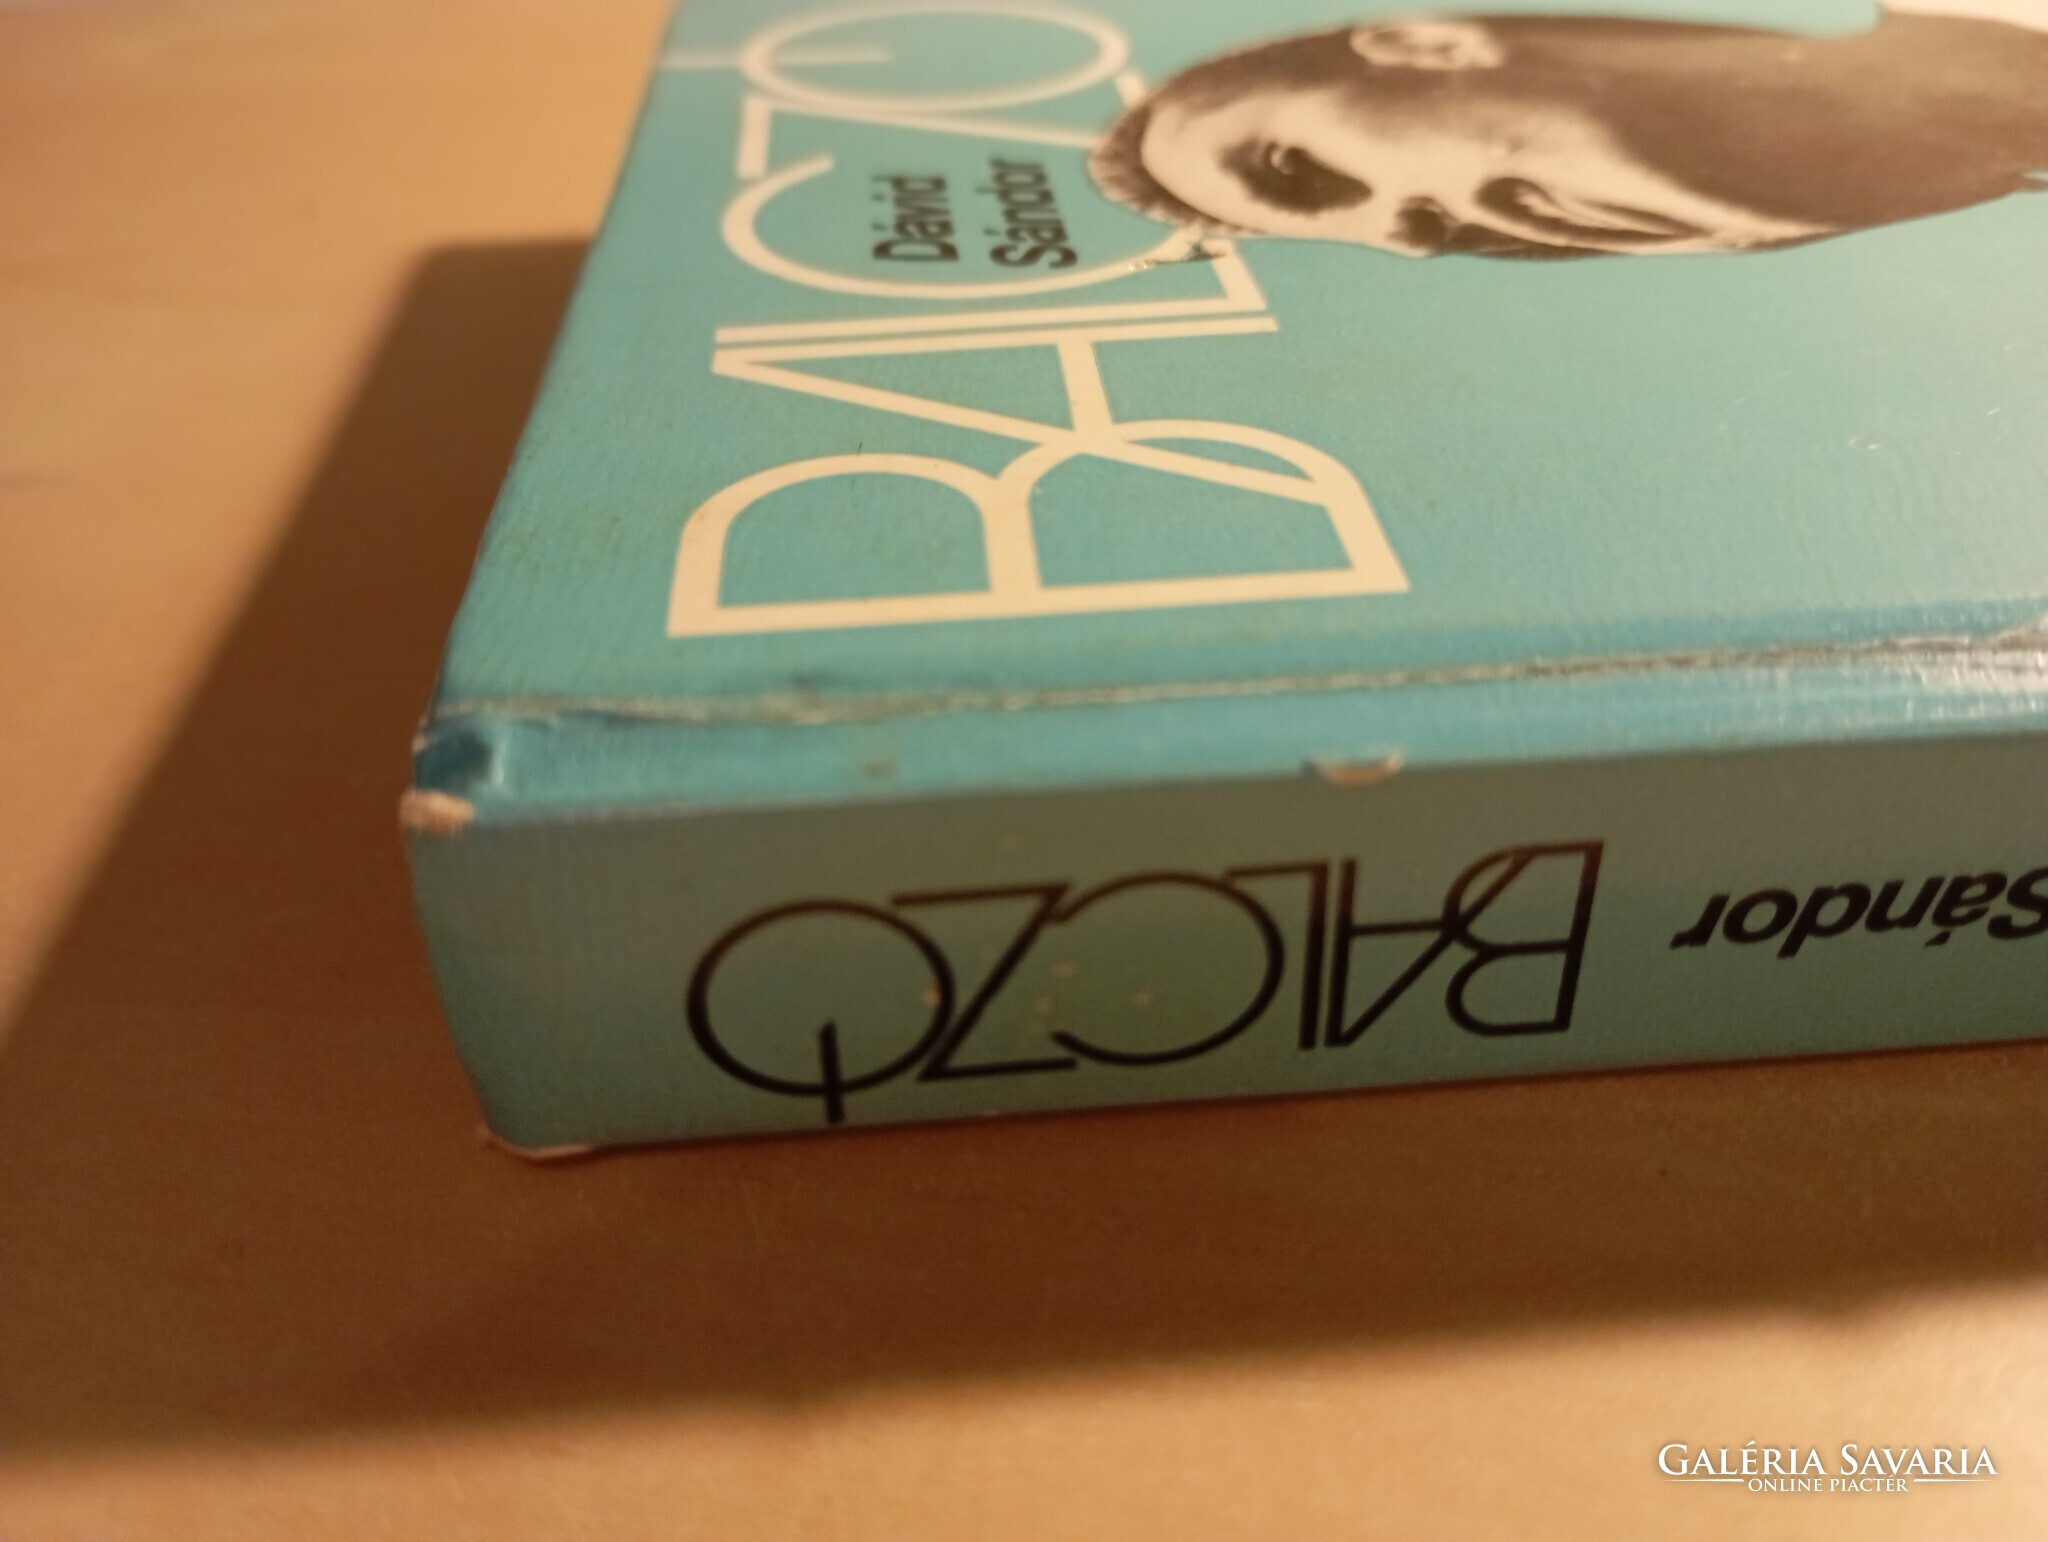 BALCZÓ
Dávid
Sándor
BALCZÓ
Sándor
GALÉRIA SAVARIA
ONLINE PIACTÉR